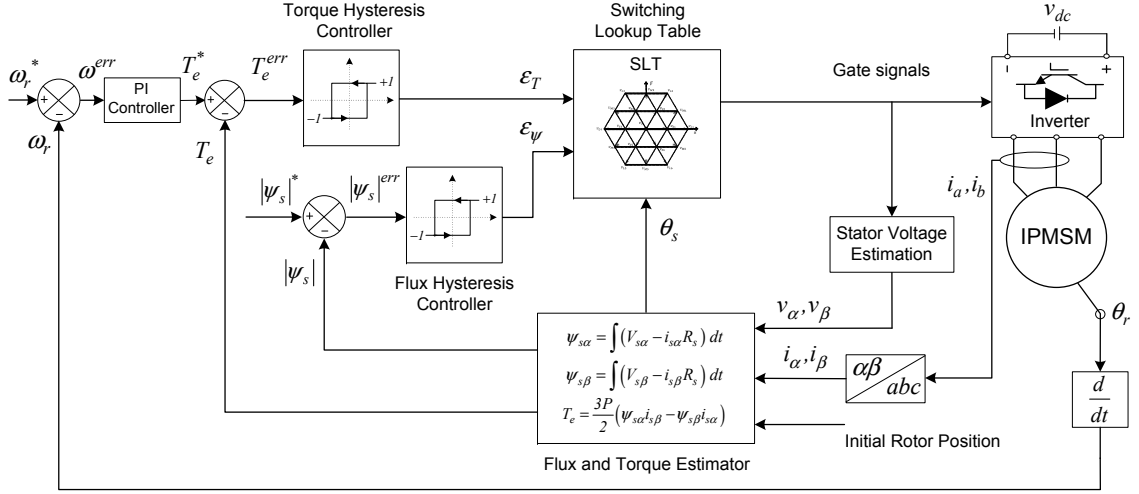 Torque Hysteresis
Controller
Switching
Lookup Table
v_dc
ω_r^*
ω^err
PI
Controller
T_e^*
T_e^err
+1
−1
ε_T
SLT
Gate signals
Inverter
+
−
ω_r
T_e
ε_ψ
|ψ_s|^*
|ψ_s|^err
+1
−1
|ψ_s|
Flux Hysteresis
Controller
θ_s
Stator Voltage
Estimation
i_a, i_b
IPMSM
θ_r
ψ_sα = ∫(V_sα − i_sα R_s) dt
ψ_sβ = ∫(V_sβ − i_sβ R_s) dt
T_e = 3P/2 (ψ_sα i_sβ − ψ_sβ i_sα)
v_α, v_β
i_α, i_β
αβ
abc
d
dt
Initial Rotor Position
Flux and Torque Estimator